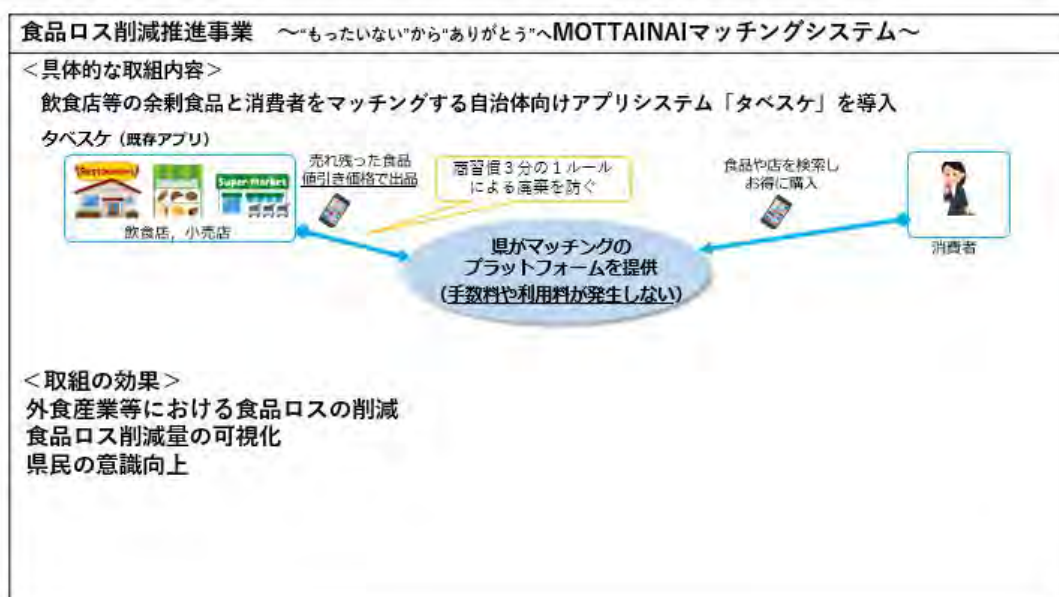 食品ロス削減推進事業 ～“もったいない”から“ありがとう”へMOTTAINAIマッチングシステム～
＜具体的な取組内容＞
飲食店等の余剰食品と消費者をマッチングする自治体向けアプリシステム「タベスケ」を導入
タベスケ（既存アプリ）
Restaurant
Super Market
飲食店，小売店
売れ残った食品
値引き価格で出品
商習慣３分の１ルール
による廃棄を防ぐ
食品や店を検索し
お得に購入
消費者
県がマッチングの
プラットフォームを提供
（手数料や利用料が発生しない）
＜取組の効果＞
外食産業等における食品ロスの削減
食品ロス削減量の可視化
県民の意識向上